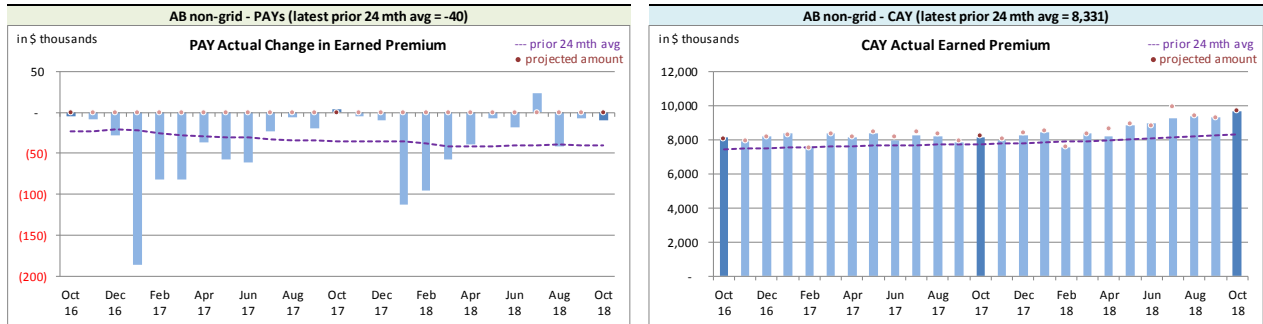 AB non-grid - PAYs (latest prior 24 mth avg = -40)
in $ thousands
PAY Actual Change in Earned Premium
--- prior 24 mth avg
● projected amount
50
-
(50)
(100)
(150)
(200)
Oct 16 Dec 16 Feb 17 Apr 17 Jun 17 Aug 17 Oct 17 Dec 17 Feb 18 Apr 18 Jun 18 Aug 18 Oct 18
AB non-grid - CAY (latest prior 24 mth avg = 8,331)
in $ thousands
CAY Actual Earned Premium
--- prior 24 mth avg
● projected amount
12,000
10,000
8,000
6,000
4,000
2,000
-
Oct 16 Dec 16 Feb 17 Apr 17 Jun 17 Aug 17 Oct 17 Dec 17 Feb 18 Apr 18 Jun 18 Aug 18 Oct 18